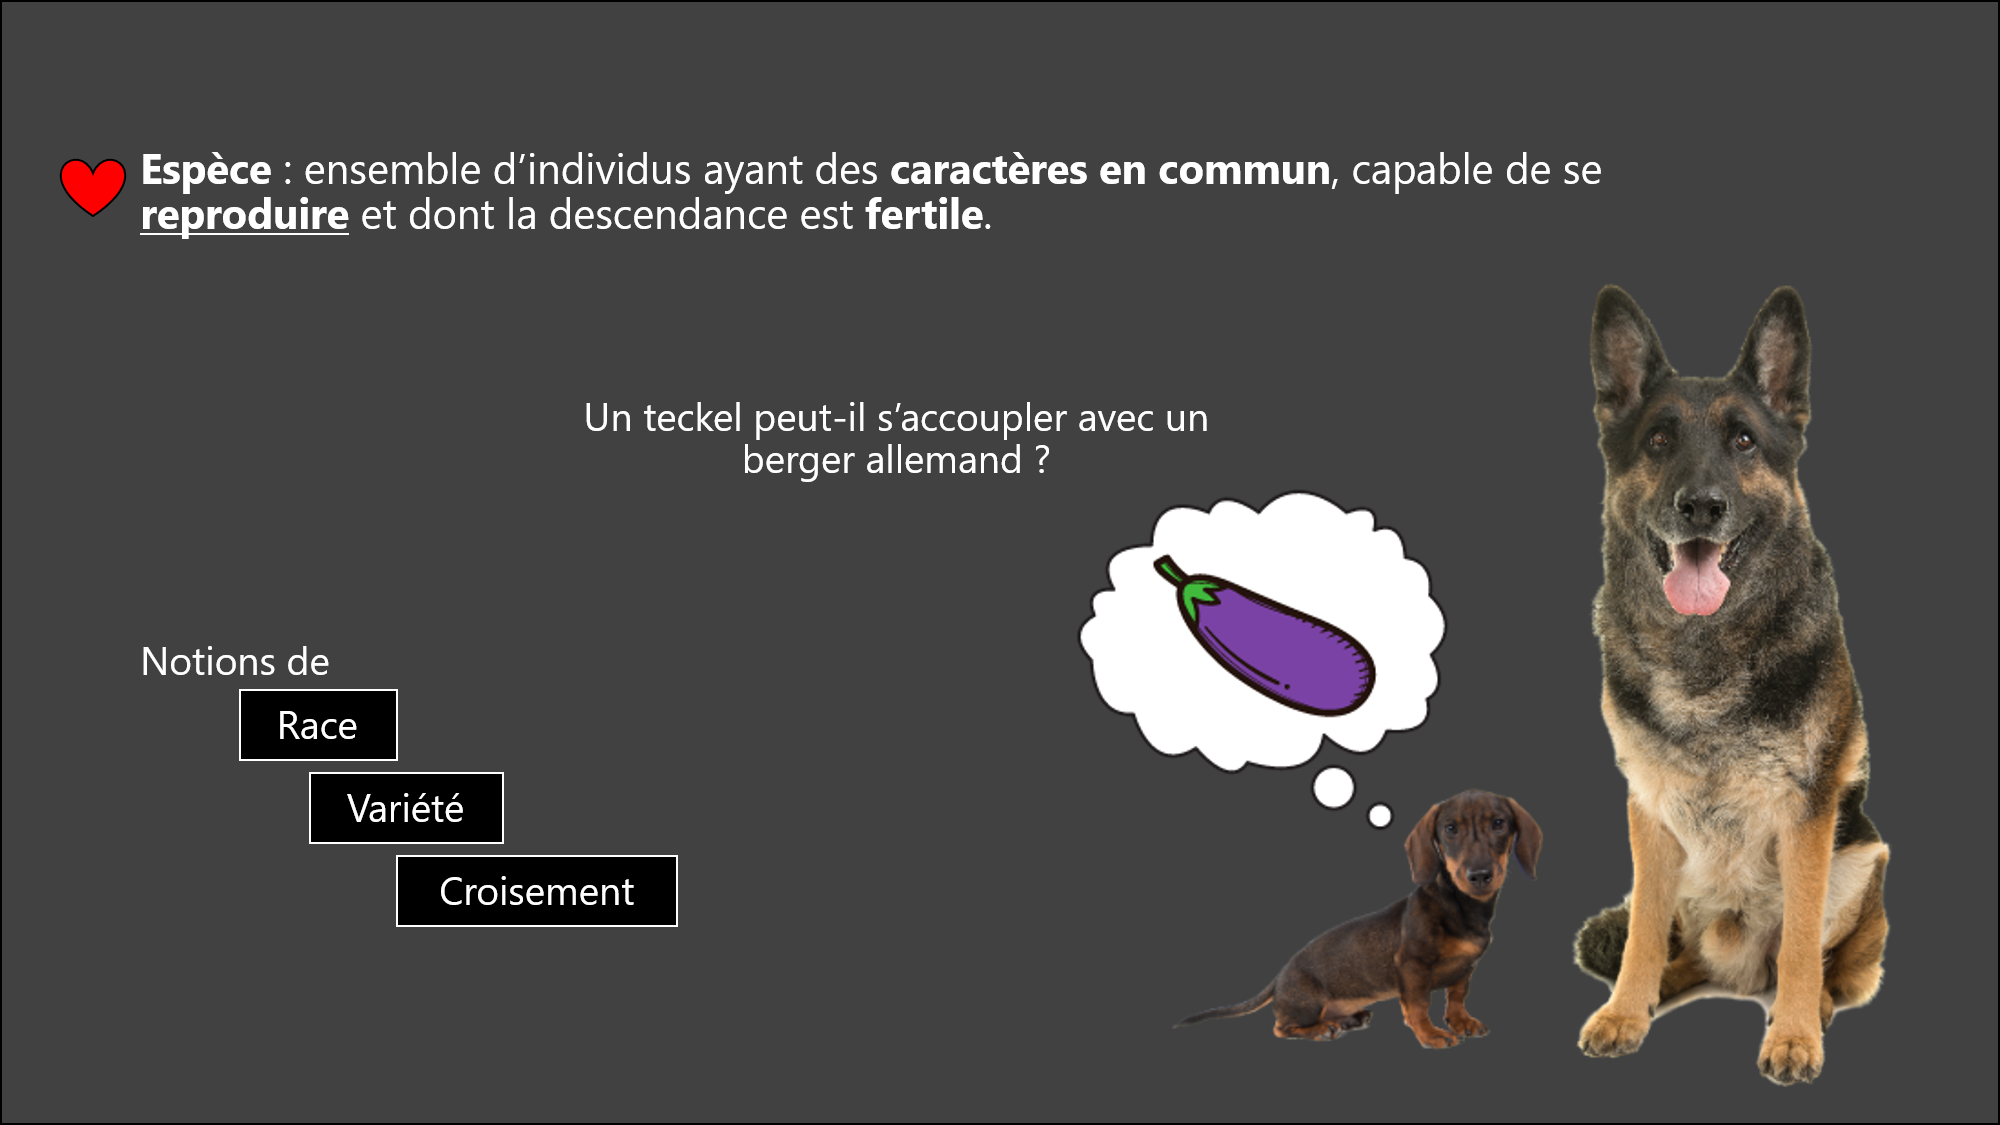 Espèce : ensemble d’individus ayant des caractères en commun, capable de se
reproduire et dont la descendance est fertile.
Un teckel peut-il s’accoupler avec un
berger allemand ?
Notions de
Race
Variété
Croisement